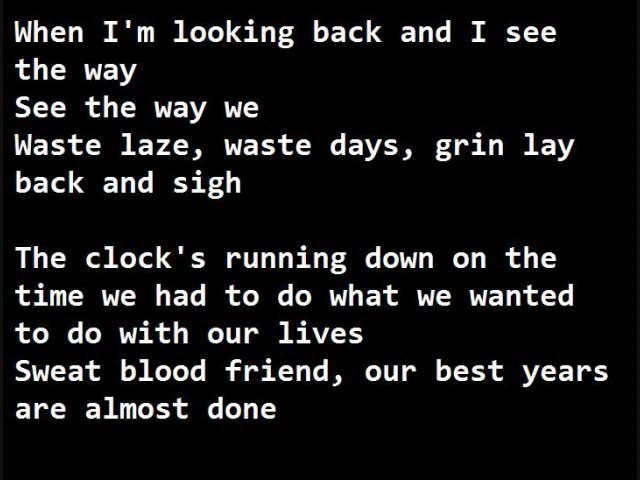 When I'm looking back and I see
the way
See the way we
Waste laze, waste days, grin lay
back and sigh
The clock's running down on the
time we had to do what we wanted
to do with our lives
Sweat blood friend, our best years
are almost done